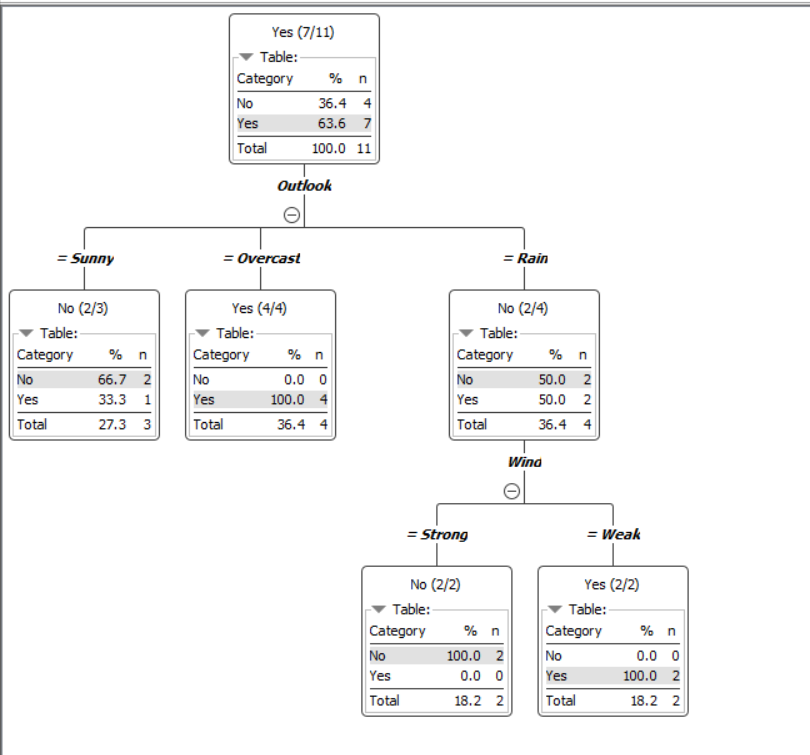 Yes (7/11)
Table:
Category % n
No 36.4 4
Yes 63.6 7
Total 100.0 11
Outlook
= Sunny
= Overcast
= Rain
No (2/3)
Table:
Category % n
No 66.7 2
Yes 33.3 1
Total 27.3 3
Yes (4/4)
Table:
Category % n
No 0.0 0
Yes 100.0 4
Total 36.4 4
No (2/4)
Table:
Category % n
No 50.0 2
Yes 50.0 2
Total 36.4 4
Wind
= Strong
= Weak
No (2/2)
Table:
Category % n
No 100.0 2
Yes 0.0 0
Total 18.2 2
Yes (2/2)
Table:
Category % n
No 0.0 0
Yes 100.0 2
Total 18.2 2